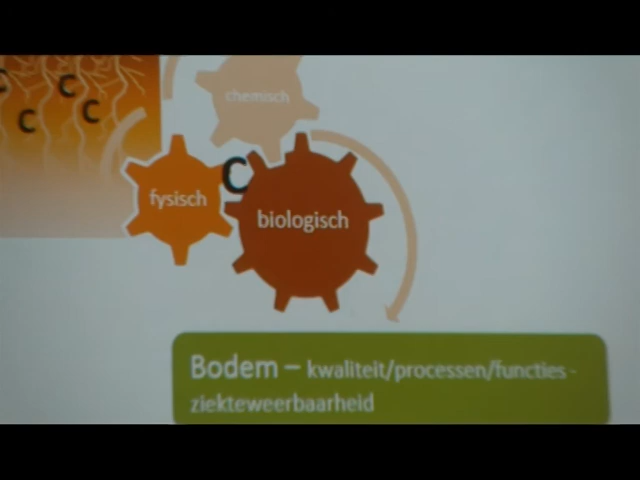 C
C
C
C
chemisch
C
fysisch
biologisch
Bodem – kwaliteit/processen/functies -
ziekteweerbaarheid